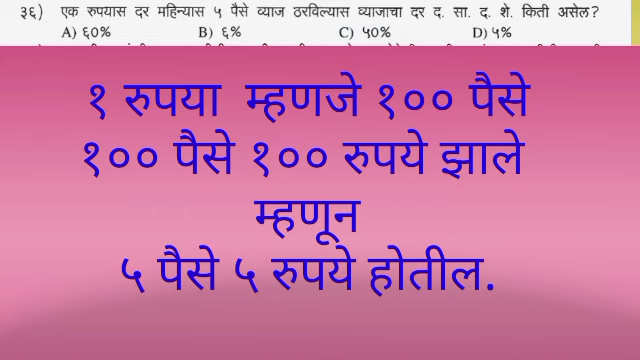 ३६) एक रुपयास दर महिन्यास ५ पैसे व्याज ठरविल्यास व्याजाचा दर द. सा. द. शे. किती असेल?
A) ६०% B) ६% C) ५०% D) ५%
१ रुपया म्हणजे १०० पैसे
१०० पैसे १०० रुपये झाले
म्हणून
५ पैसे ५ रुपये होतील.